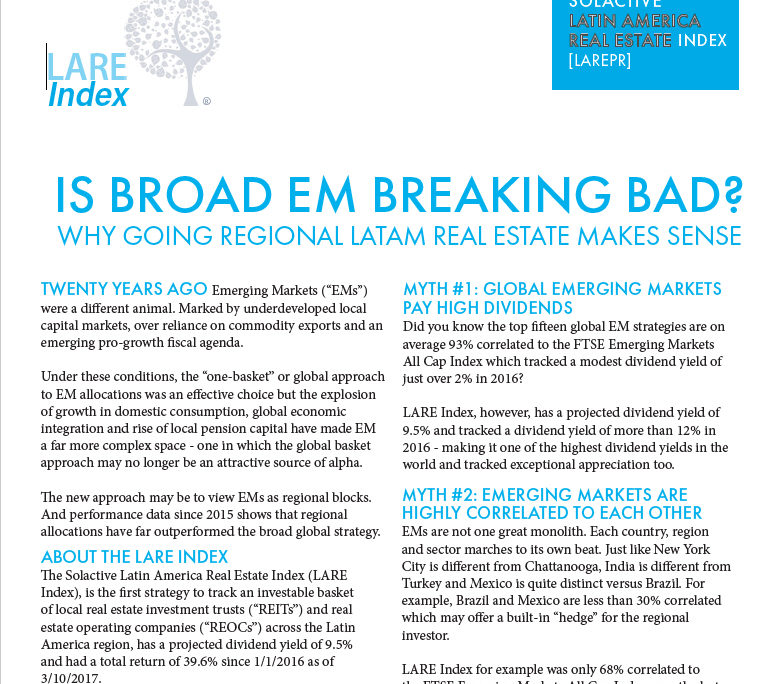 LARE
Index
®
SOLACTIVE
LATIN AMERICA
REAL ESTATE INDEX
[LAREPR]
IS BROAD EM BREAKING BAD?
WHY GOING REGIONAL LATAM REAL ESTATE MAKES SENSE
TWENTY YEARS AGO Emerging Markets (“EMs”)
were a different animal. Marked by underdeveloped local
capital markets, over reliance on commodity exports and an
emerging pro-growth fiscal agenda.
Under these conditions, the “one-basket” or global approach
to EM allocations was an effective choice but the explosion
of growth in domestic consumption, global economic
integration and rise of local pension capital have made EM
a far more complex space - one in which the global basket
approach may no longer be an attractive source of alpha.
The new approach may be to view EMs as regional blocks.
And performance data since 2015 shows that regional
allocations have far outperformed the broad global strategy.
ABOUT THE LARE INDEX
The Solactive Latin America Real Estate Index (LARE
Index), is the first strategy to track an investable basket
of local real estate investment trusts (“REITs”) and real
estate operating companies (“REOCs”) across the Latin
America region, has a projected dividend yield of 9.5%
and had a total return of 39.6% since 1/1/2016 as of
3/10/2017.
MYTH #1: GLOBAL EMERGING MARKETS
PAY HIGH DIVIDENDS
Did you know the top fifteen global EM strategies are on
average 93% correlated to the FTSE Emerging Markets
All Cap Index which tracked a modest dividend yield of
just over 2% in 2016?
LARE Index, however, has a projected dividend yield of
9.5% and tracked a dividend yield of more than 12% in
2016 - making it one of the highest dividend yields in the
world and tracked exceptional appreciation too.
MYTH #2: EMERGING MARKETS ARE
HIGHLY CORRELATED TO EACH OTHER
EMs are not one great monolith. Each country, region
and sector marches to its own beat. Just like New York
City is different from Chattanooga, India is different from
Turkey and Mexico is quite distinct versus Brazil. For
example, Brazil and Mexico are less than 30% correlated
which may offer a built-in “hedge” for the regional
investor.
LARE Index for example was only 68% correlated to